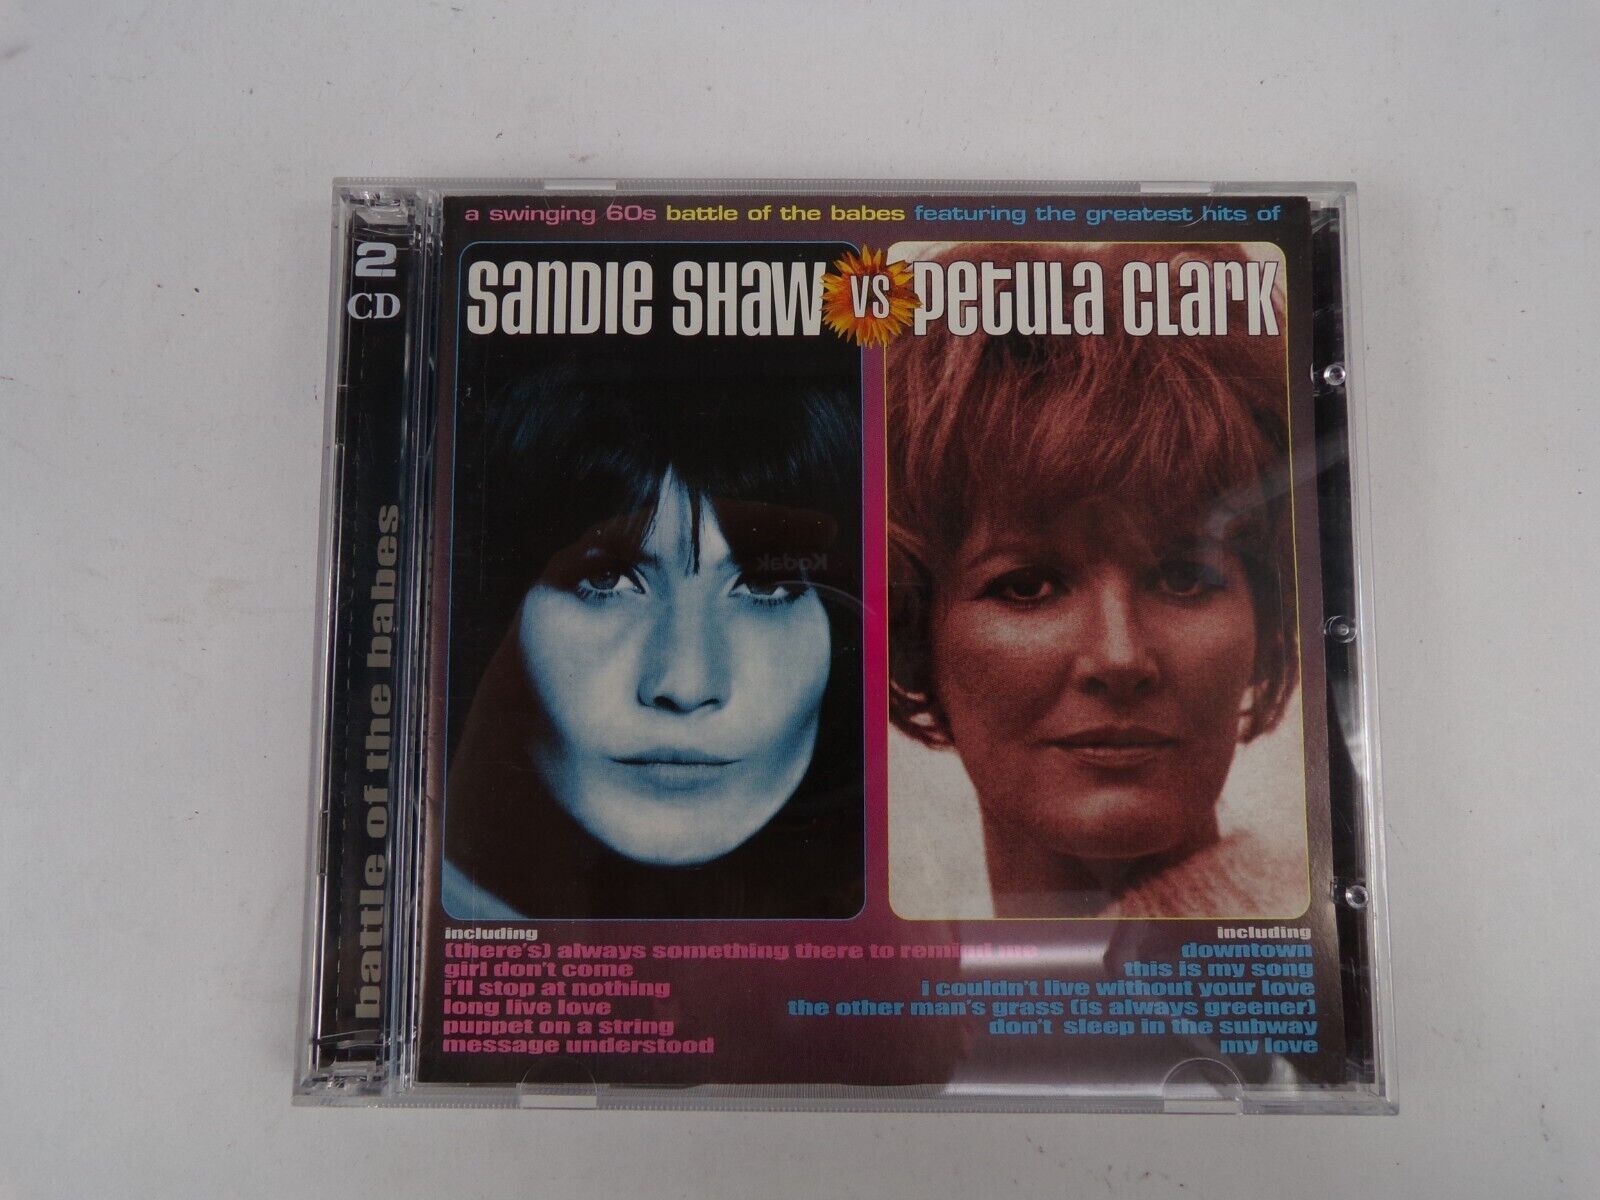 a swinging 60s battle of the babes featuring the greatest hits of
2
CD
SANDIE SHAW VS PETULA CLARK
battle of the babes
Kodak
including
(there's) always something there to remind me
girl don't come
i'll stop at nothing
long live love
puppet on a string
message understood
including
downtown
this is my song
i couldn't live without your love
the other man's grass (is always greener)
don't sleep in the subway
my love